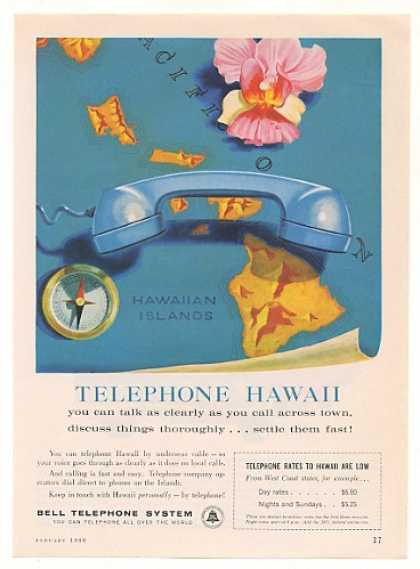 PACIFIC OCEAN
HAWAIIAN
ISLANDS
TELEPHONE HAWAII
you can talk as clearly as you call across town,
discuss things thoroughly . . . settle them fast!
You can telephone Hawaii by undersea cable — so
your voice goes through as clearly as it does on local calls.
And calling is fast and easy. Telephone company operators
dial direct to phones on the Islands.
Keep in touch with Hawaii personally — by telephone!
BELL TELEPHONE SYSTEM
YOU CAN TELEPHONE ALL OVER THE WORLD
TELEPHONE RATES TO HAWAII ARE LOW
From West Coast states, for example...
Day rates . . . . . . $6.80
Nights and Sundays . . $5.25
37